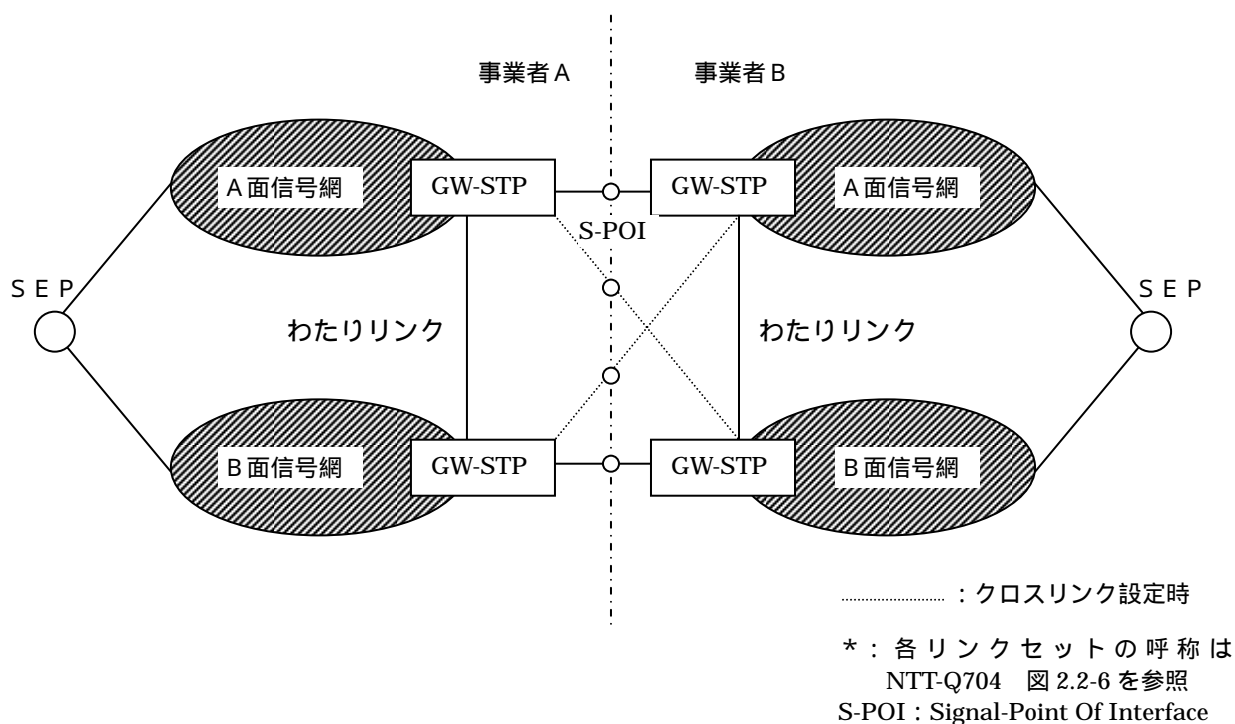 事業者A 事業者B
A面信号網 GW-STP GW-STP A面信号網
S-POI
SEP SEP
わたりリンク わたりリンク
B面信号網 GW-STP GW-STP B面信号網
：クロスリンク設定時
*：各リンクセットの呼称は
NTT-Q704 図2.2-6を参照
S-POI：Signal-Point Of Interface